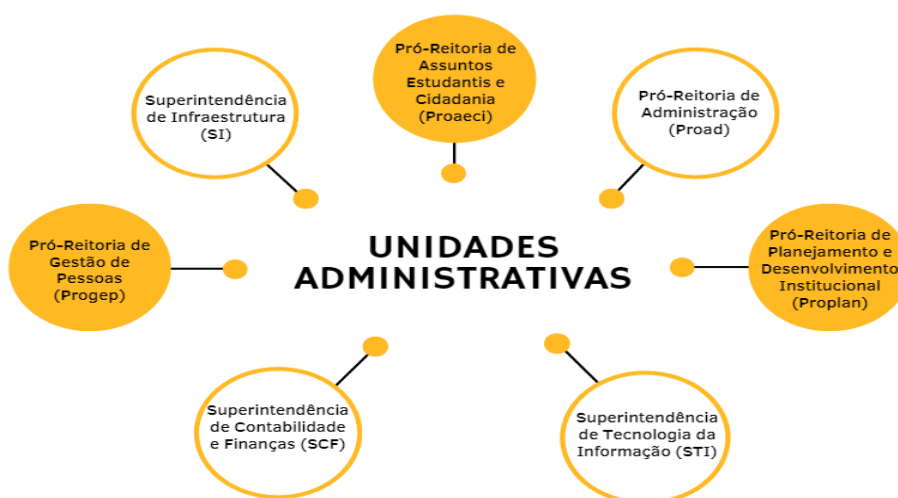 Pró-Reitoria de
Assuntos
Estudantis e
Cidadania
(Proaeci)
Superintendência
de Infraestrutura
(SI)
Pró-Reitoria de
Administração
(Proad)
Pró-Reitoria de
Gestão de
Pessoas
(Progep)
UNIDADES
ADMINISTRATIVAS
Pró-Reitoria de
Planejamento e
Desenvolvimento
Institucional
(Proplan)
Superintendência
de Contabilidade
e Finanças (SCF)
Superintendência
de Tecnologia da
Informação (STI)